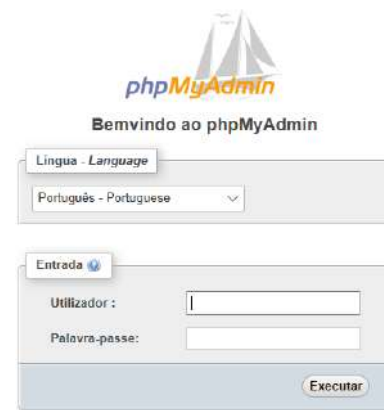 phpMyAdmin
Bemvindo ao phpMyAdmin
Língua - Language
Português - Portuguese
Entrada
Utilizador :
Palavra-passe:
Executar